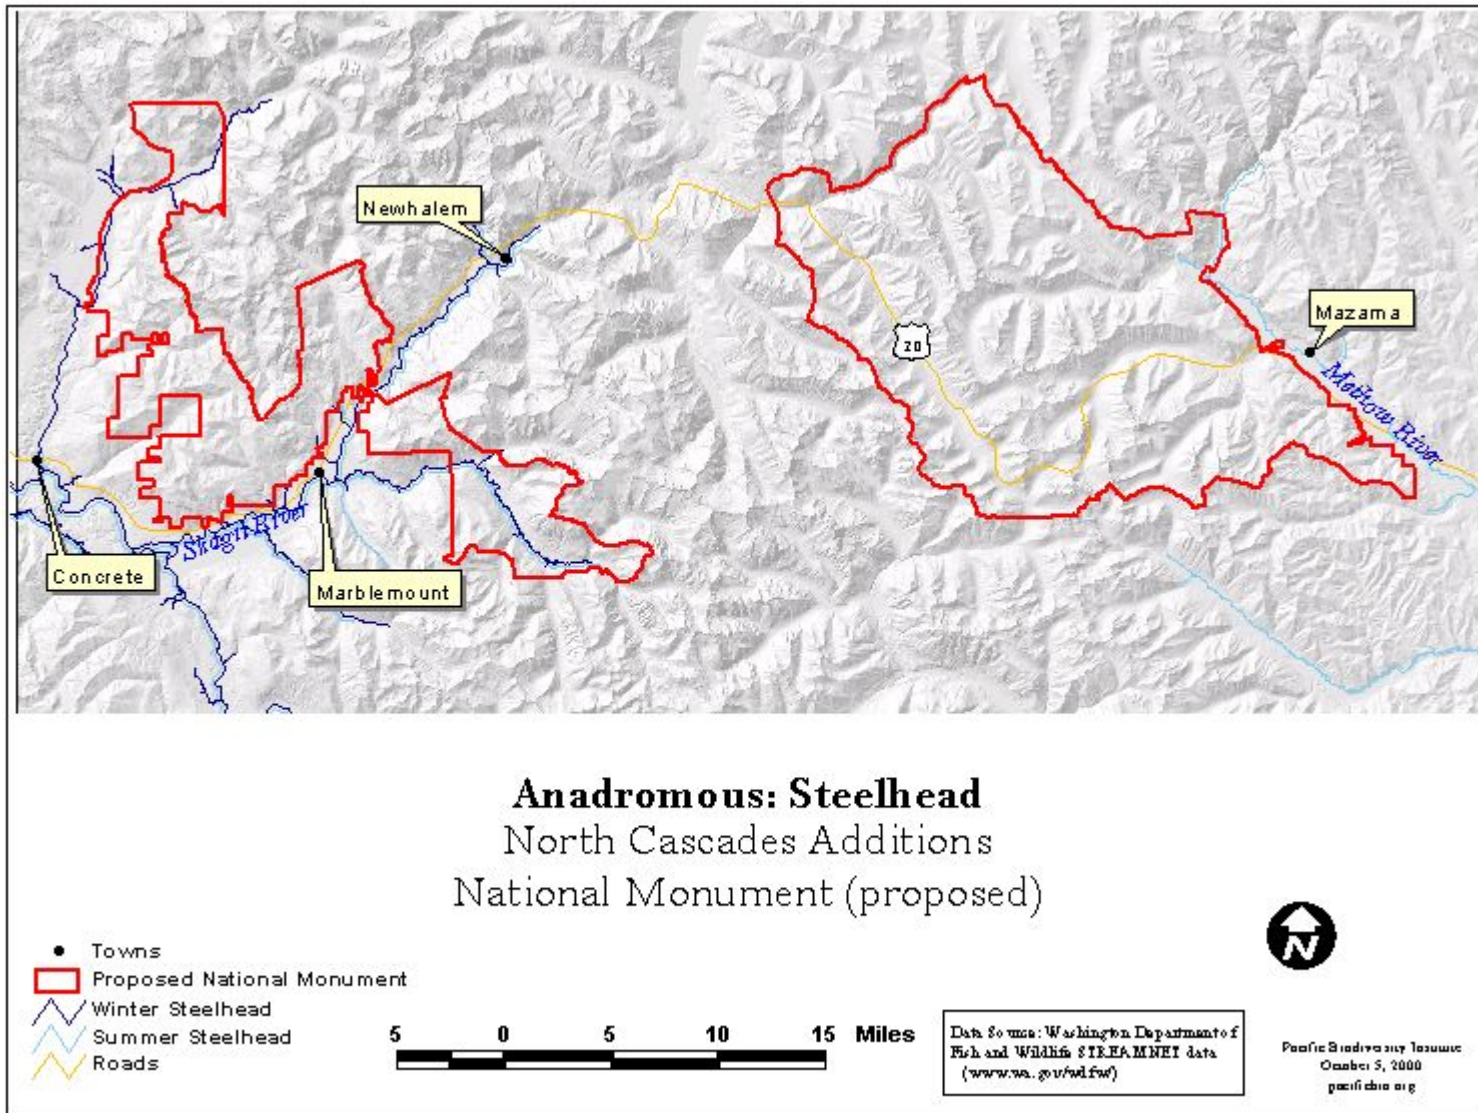 Newhalem
20
Mazama
Methow River
Skagit River
Concrete
Marblemount
Anadromous: Steelhead
North Cascades Additions
National Monument (proposed)
N
Towns
Proposed National Monument
Winter Steelhead
Summer Steelhead
Roads
5 0 5 10 15 Miles
Data Source: Washington Department of
Fish and Wildlife STREAMNET data
(www.wa.gov/wdfw/)
Pacific Biodiversity Institute
October 5, 2000
pacificbio.org